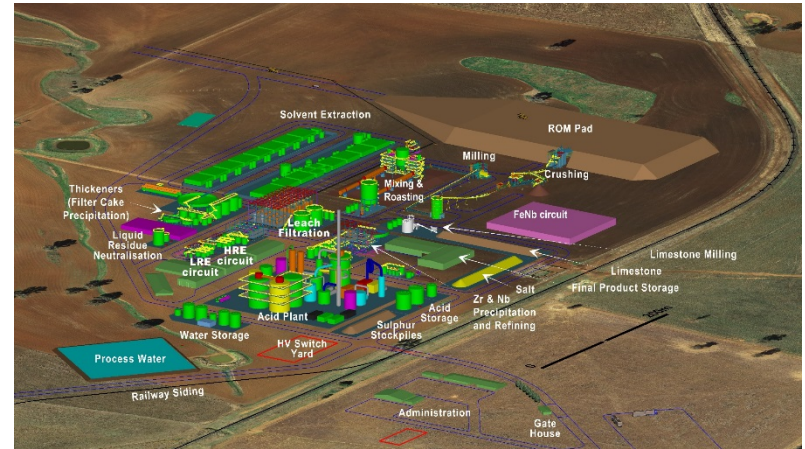 Solvent Extraction
ROM Pad
Milling
Crushing
Mixing &
Roasting
Thickeners
(Filter Cake
Precipitation)
FeNb circuit
Leach
Filtration
Liquid
Residue
Neutralisation
HRE
circuit
LRE
circuit
Limestone Milling
Limestone
Final Product Storage
Salt
Zr & Nb
Precipitation
and Refining
Acid
Storage
Acid Plant
Sulphur
Stockpiles
Water Storage
HV Switch
Yard
Process Water
Railway Siding
Administration
Gate
House
0